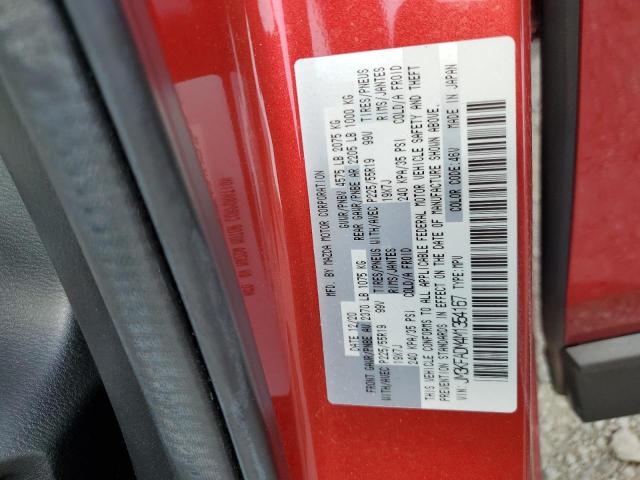 MFD. BY MAZDA MOTOR CORPORATION
DATE 12/20 GVWR/PNBV 4575 LB 2075 KG
FRONT GAWR/PNBE AV 2370 LB 1075 KG REAR GAWR/PNBE AR 2205 LB 1000 KG
WITH/AVEC P225/55R19 99V TIRES/PNEUS WITH/AVEC P225/55R19 99V TIRES/PNEUS
19X7J RIMS/JANTES 19X7J RIMS/JANTES
240 KPA/35 PSI COLD/A FROID 240 KPA/35 PSI COLD/A FROID
THIS VEHICLE CONFORMS TO ALL APPLICABLE FEDERAL MOTOR VEHICLE SAFETY AND THEFT
PREVENTION STANDARDS IN EFFECT ON THE DATE OF MANUFACTURE SHOWN ABOVE.
VIN: TYPE:MPV COLOR CODE:46V MADE IN JAPAN